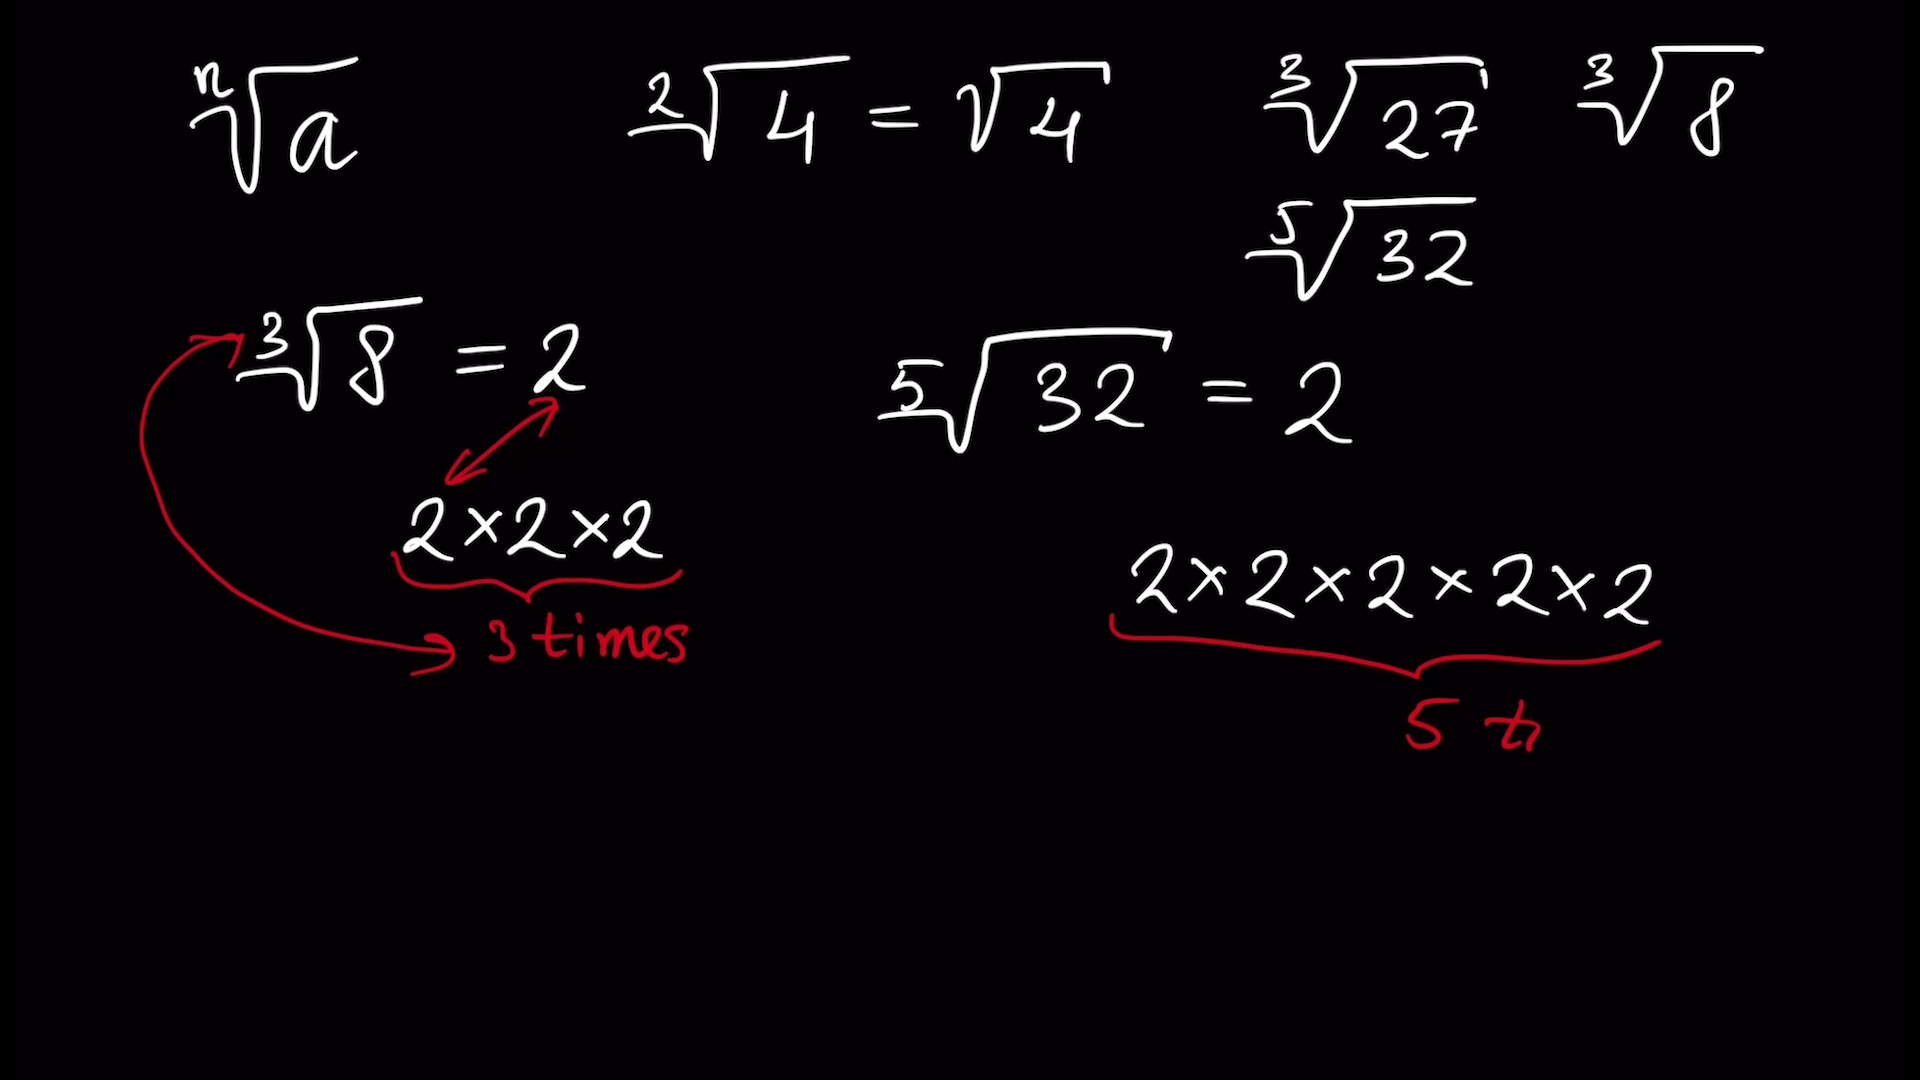 ⁿ√a ²√4 = √4 ³√27 ³√8
⁵√32
³√8 = 2 ⁵√32 = 2
2×2×2 2×2×2×2×2
3 times 5 ti